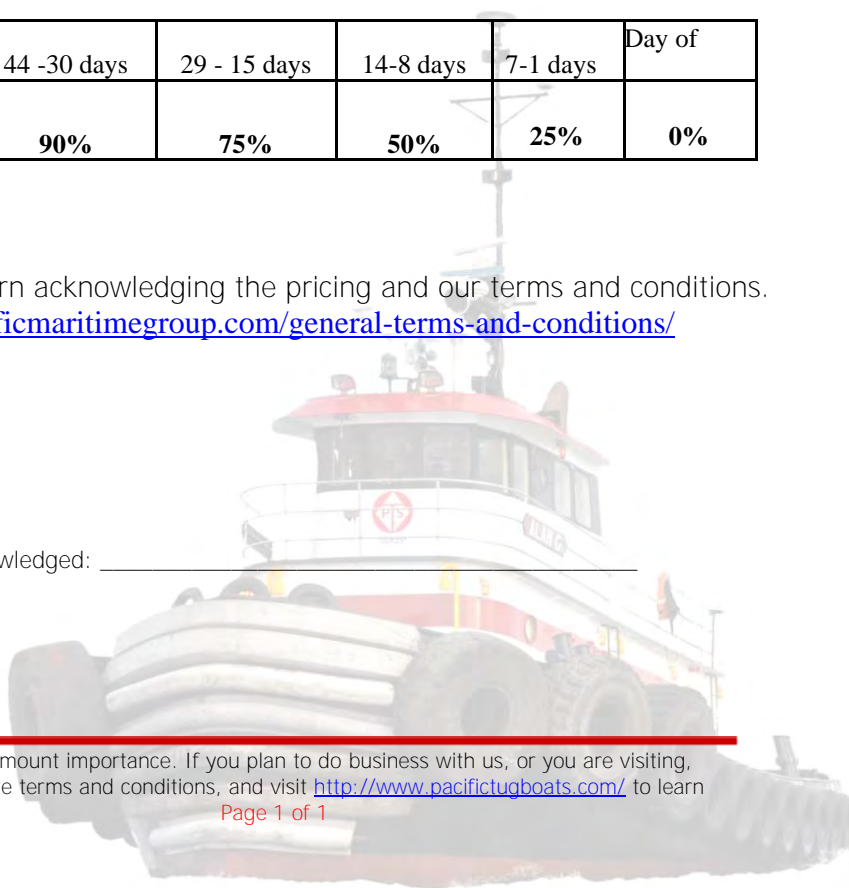 44 -30 days 29 - 15 days 14-8 days 7-1 days Day of
90% 75% 50% 25% 0%
rn acknowledging the pricing and our terms and conditions.
ficmaritimegroup.com/general-terms-and-conditions/
PTS
ALAN G
wledged: ___________________________________________
mount importance. If you plan to do business with us, or you are visiting,
e terms and conditions, and visit http://www.pacifictugboats.com/ to learn
Page 1 of 1